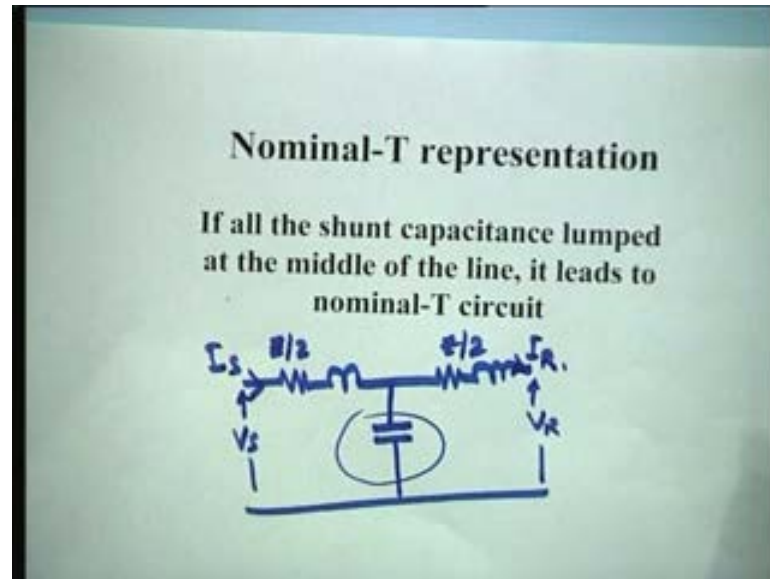 Nominal-T representation
If all the shunt capacitance lumped
at the middle of the line, it leads to
nominal-T circuit
Is Z/2 Z/2 IR.
Vs VR